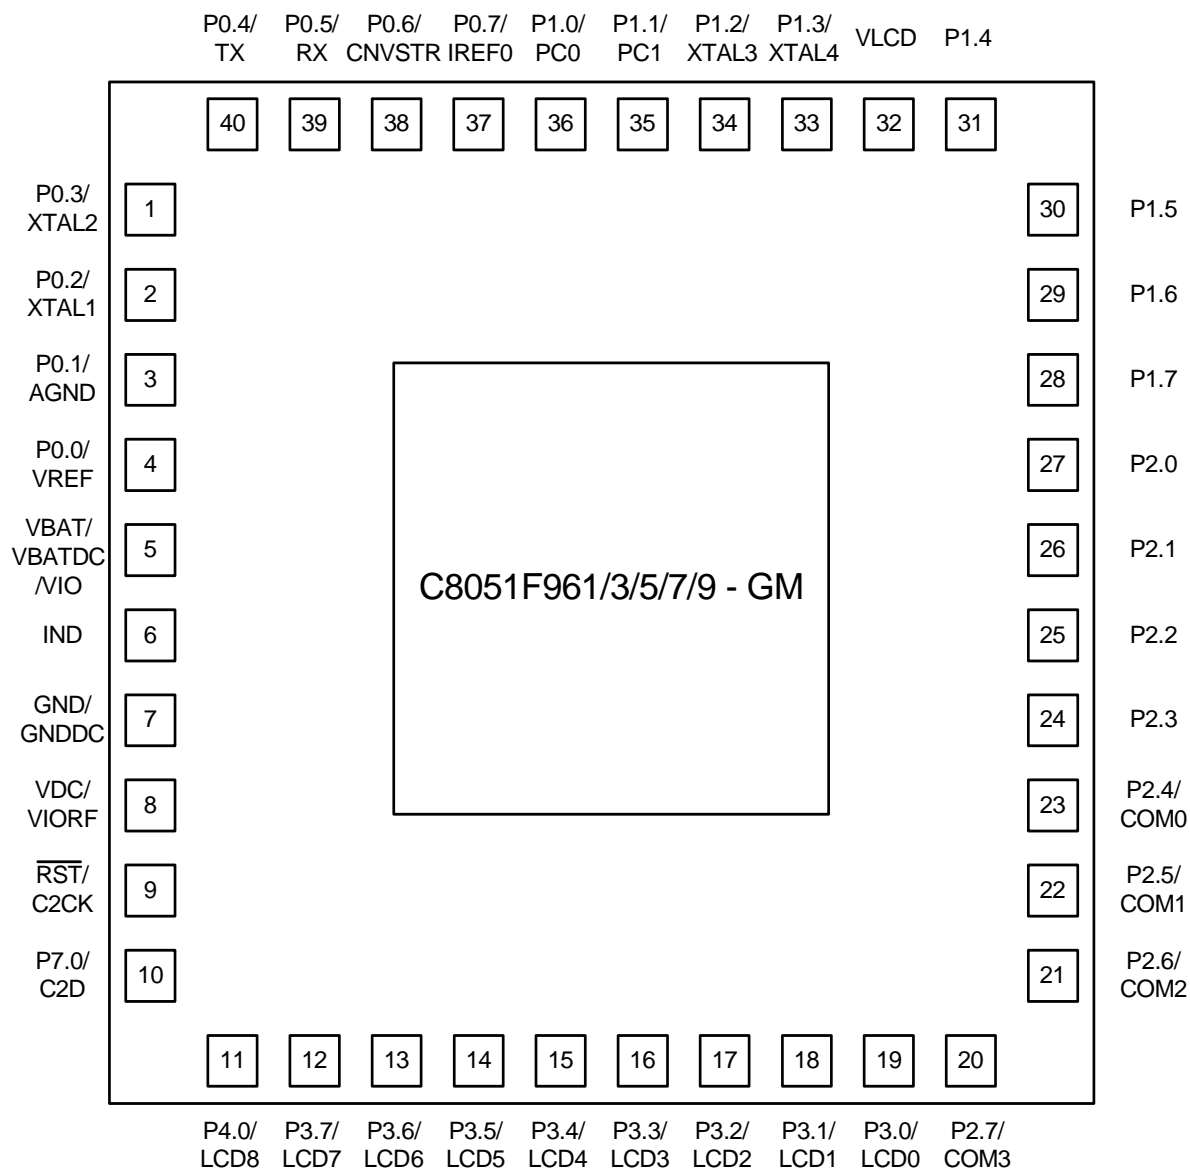 P0.4/ P0.5/ P0.6/ P0.7/ P1.0/ P1.1/ P1.2/ P1.3/ VLCD P1.4
TX RX CNVSTR IREF0 PC0 PC1 XTAL3 XTAL4
40 39 38 37 36 35 34 33 32 31
P0.3/
XTAL2
1
30
P1.5
P0.2/
XTAL1
2
29
P1.6
P0.1/
AGND
3
28
P1.7
P0.0/
VREF
4
27
P2.0
VBAT/
VBATDC
/VIO
5
26
P2.1
C8051F961/3/5/7/9 - GM
IND
6
25
P2.2
GND/
GNDDC
7
24
P2.3
VDC/
VIORF
8
23
P2.4/
COM0
RST/
C2CK
9
22
P2.5/
COM1
P7.0/
C2D
10
21
P2.6/
COM2
11 12 13 14 15 16 17 18 19 20
P4.0/ P3.7/ P3.6/ P3.5/ P3.4/ P3.3/ P3.2/ P3.1/ P3.0/ P2.7/
LCD8 LCD7 LCD6 LCD5 LCD4 LCD3 LCD2 LCD1 LCD0 COM3